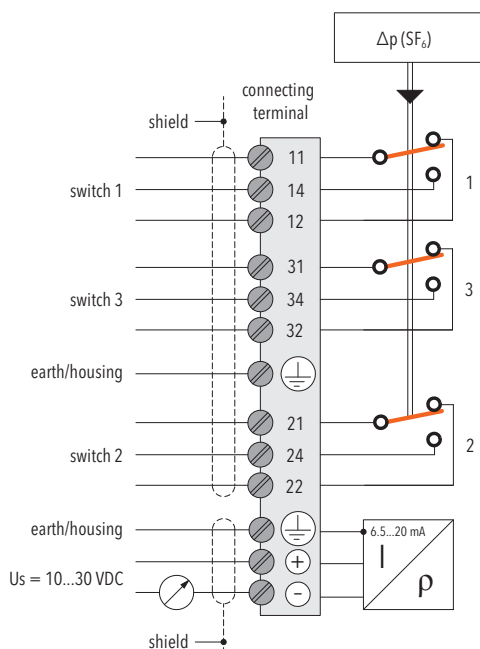 Δp (SF₆)
connecting
terminal
shield
11
switch 1
14
1
12
31
switch 3
34
3
32
earth/housing
21
switch 2
24
2
22
earth/housing
6.5...20 mA
+
I
Us = 10...30 VDC
ρ
-
shield